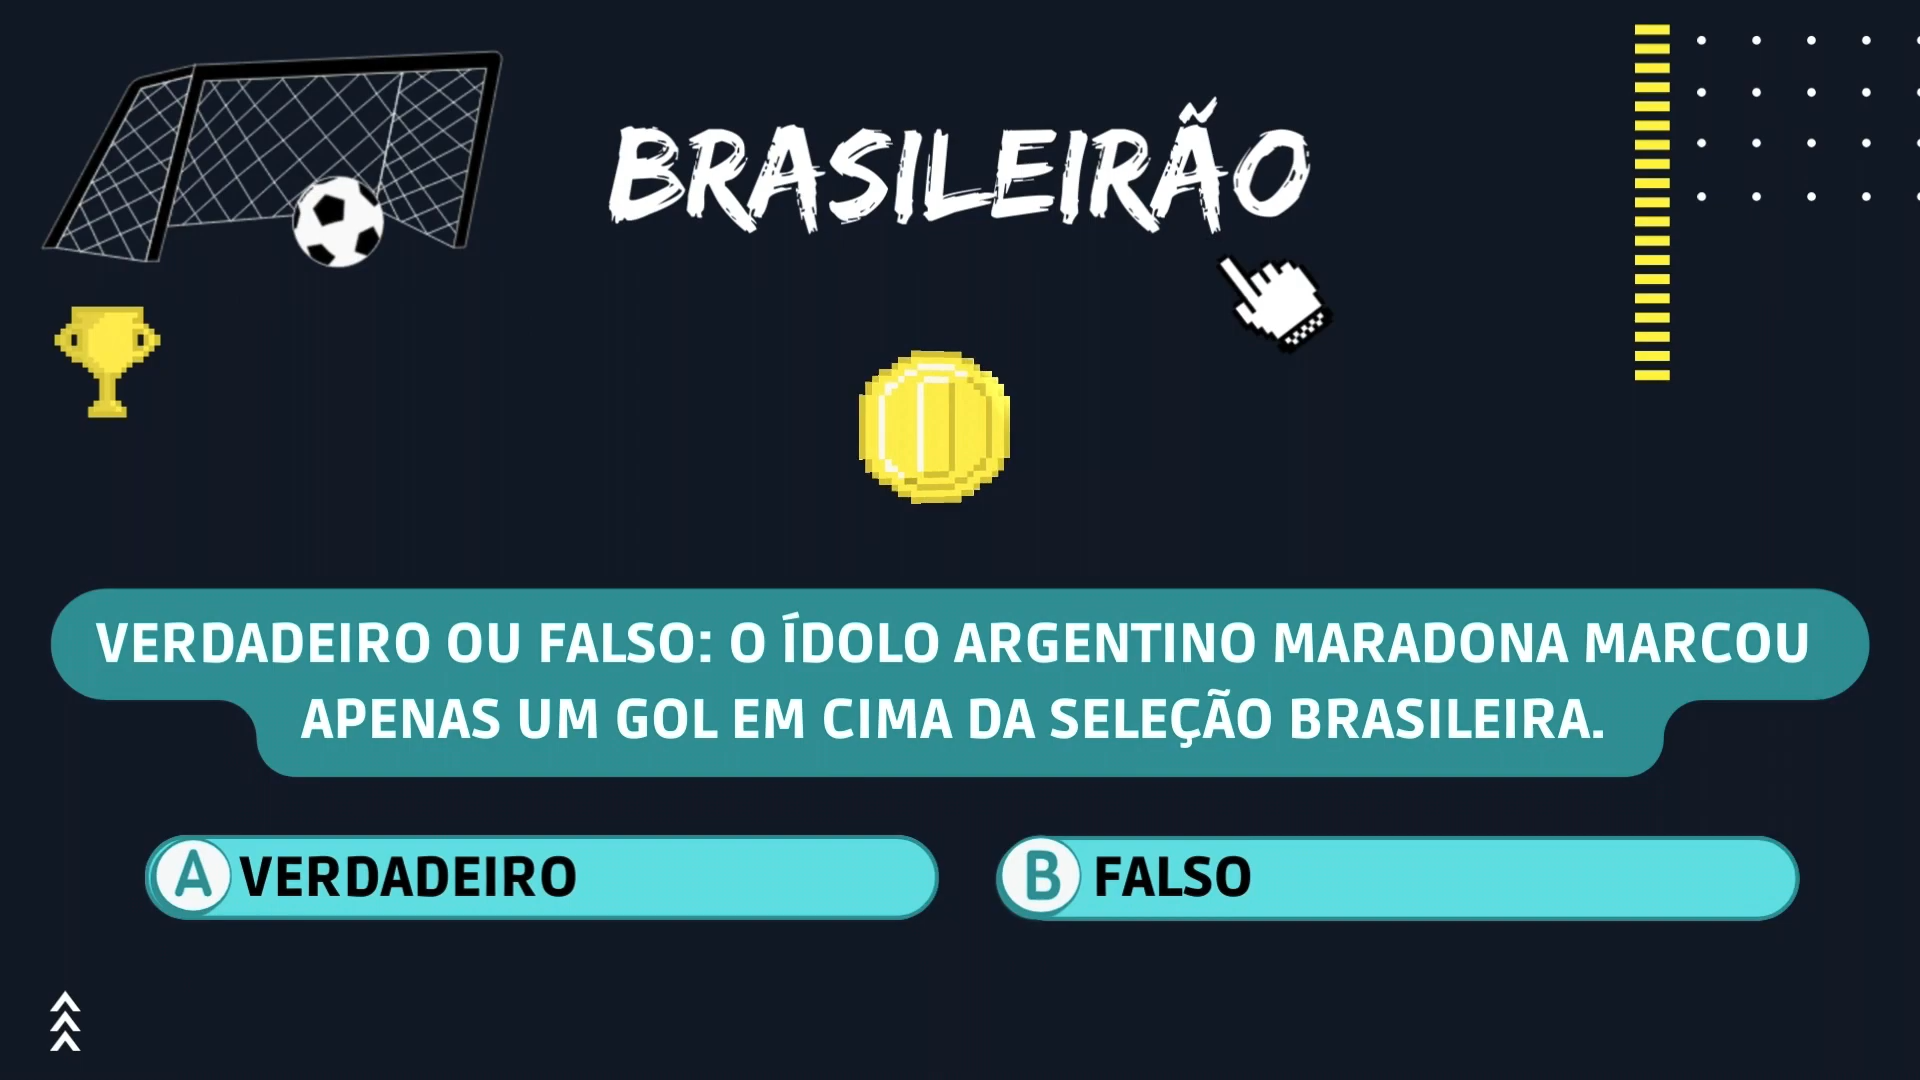 BRASILEIRÃO
VERDADEIRO OU FALSO: O ÍDOLO ARGENTINO MARADONA MARCOU
APENAS UM GOL EM CIMA DA SELEÇÃO BRASILEIRA.
A VERDADEIRO
B FALSO